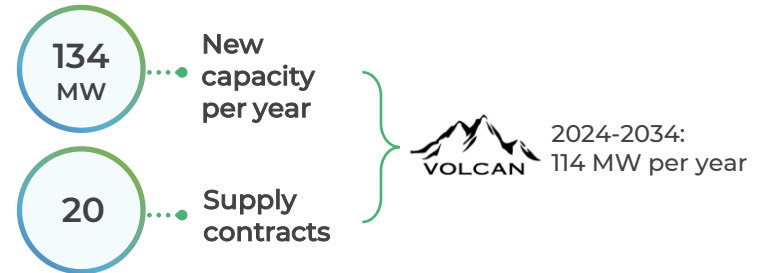 134
MW
New
capacity
per year
20
Supply
contracts
VOLCAN
2024-2034:
114 MW per year